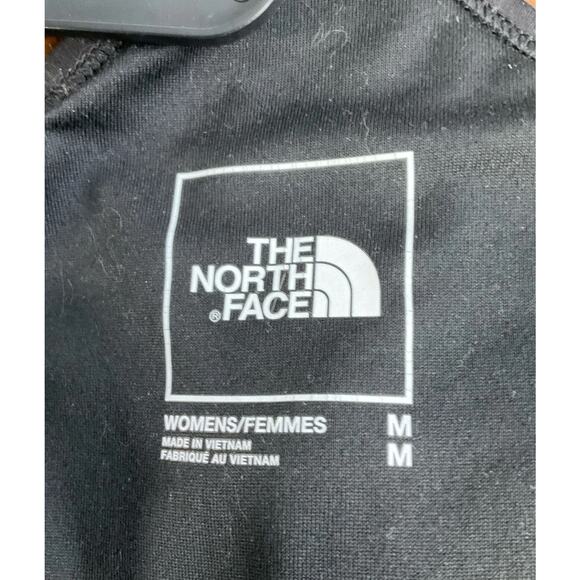 THE
NORTH
FACE
®
WOMENS/FEMMES M
MADE IN VIETNAM
FABRIQUÉ AU VIETNAM M